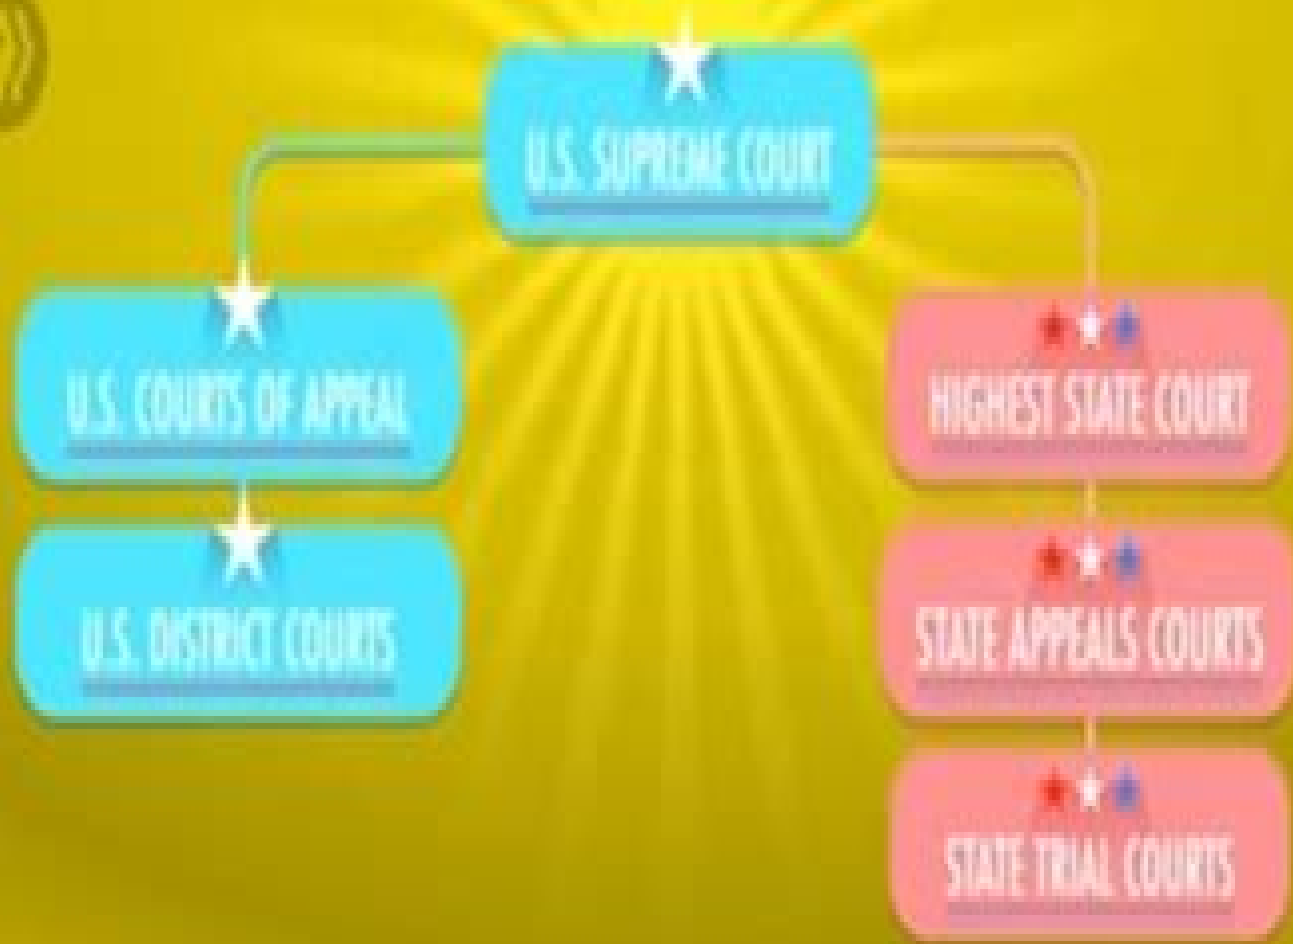 U.S. SUPREME COURT
U.S. COURTS OF APPEAL
HIGHEST STATE COURT
U.S. DISTRICT COURTS
STATE APPEALS COURTS
STATE TRIAL COURTS